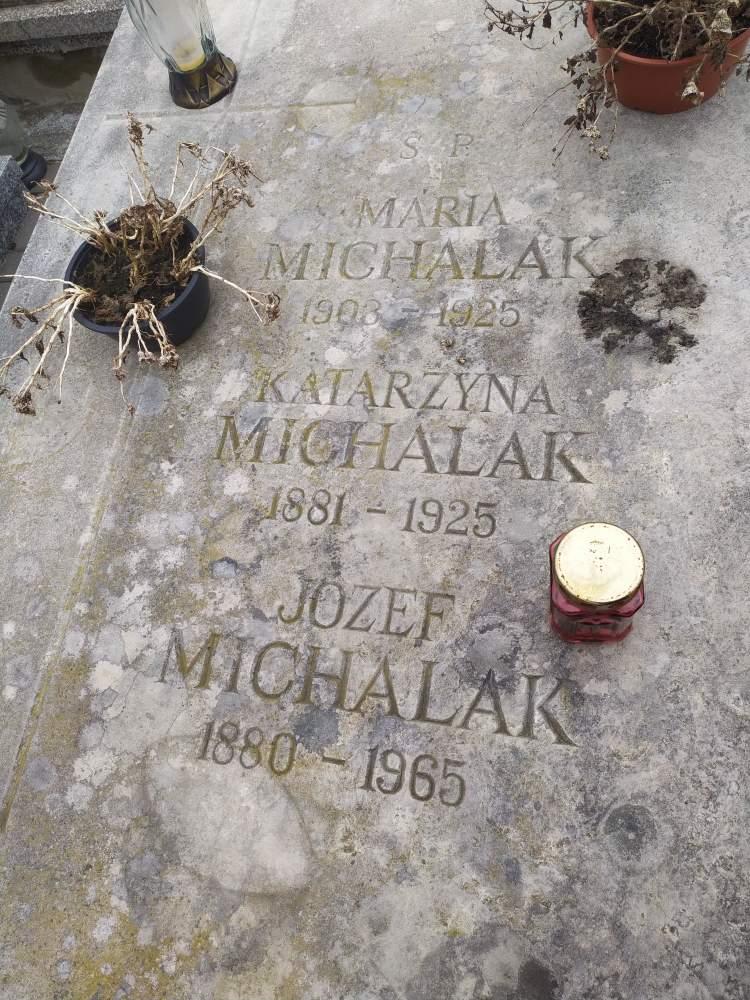 S. P.
MARIA
MICHALAK
1903 - 1925
KATARZYNA
MICHALAK
1881 - 1925
JÓZEF
MICHALAK
1880 - 1965